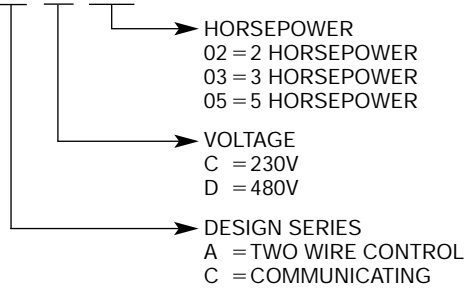 HORSEPOWER
02 = 2 HORSEPOWER
03 = 3 HORSEPOWER
05 = 5 HORSEPOWER
VOLTAGE
C = 230V
D = 480V
DESIGN SERIES
A = TWO WIRE CONTROL
C = COMMUNICATING